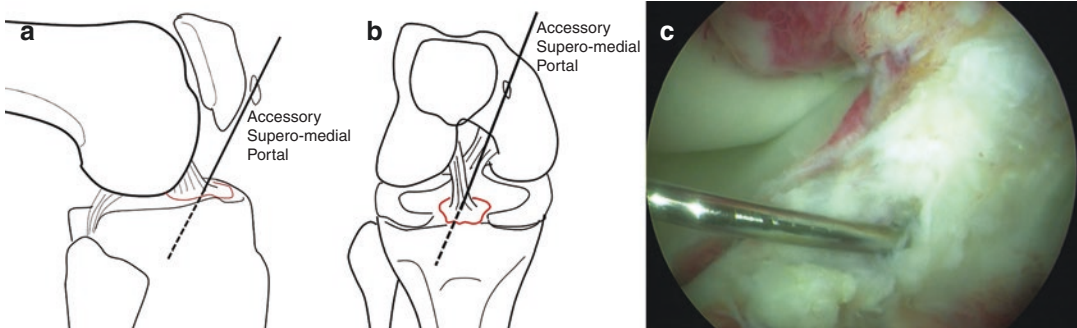 a
Accessory
Supero-medial
Portal
b
Accessory
Supero-medial
Portal
c